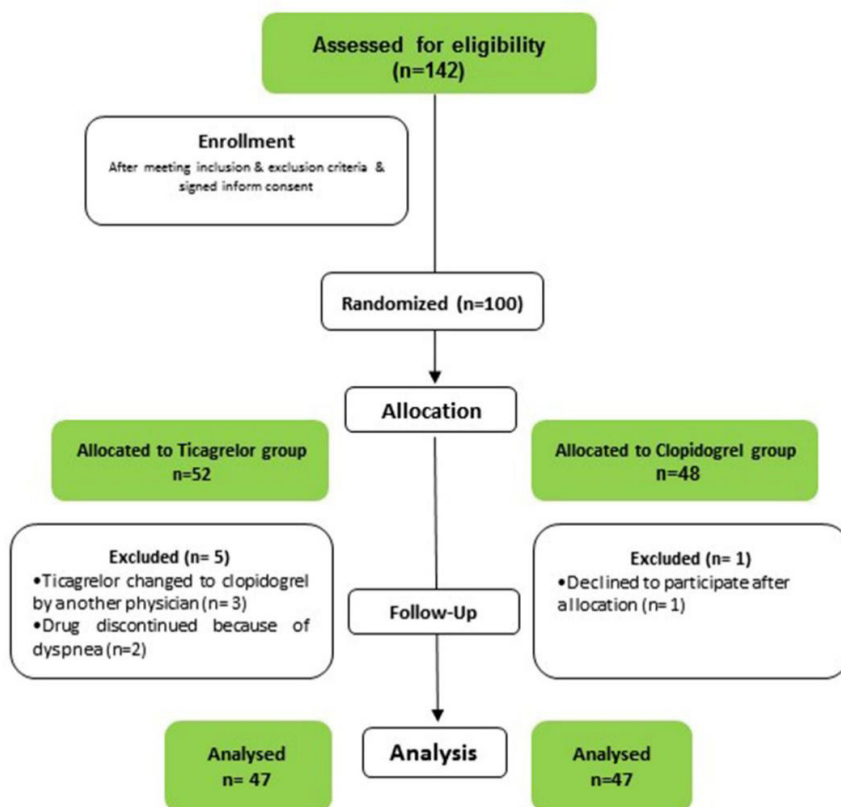 Assessed for eligibility
(n=142)
Enrollment
After meeting inclusion & exclusion criteria &
signed inform consent
Randomized (n=100)
Allocation
Allocated to Ticagrelor group
n=52
Allocated to Clopidogrel group
n=48
Excluded (n= 5)
•Ticagrelor changed to clopidogrel
by another physician (n= 3)
•Drug discontinued because of
dyspnea (n=2)
Excluded (n= 1)
•Declined to participate after
allocation (n= 1)
Follow-Up
Analysed
n= 47
Analysis
Analysed
n=47